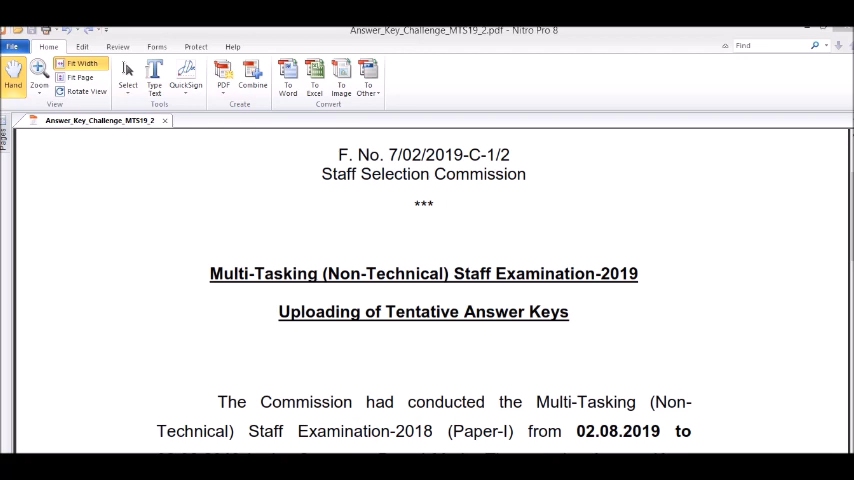 Answer_Key_Challenge_MTS19_2.pdf - Nitro Pro 8
File Home Edit Review Forms Protect Help Find
Hand Zoom Fit Width Fit Page Rotate View Select Type Text QuickSign PDF Combine To Word To Excel To Image To Other
View Tools Create Convert
Answer_Key_Challenge_MTS19_2
Pages
F. No. 7/02/2019-C-1/2
Staff Selection Commission
***
Multi-Tasking (Non-Technical) Staff Examination-2019
Uploading of Tentative Answer Keys
The Commission had conducted the Multi-Tasking (Non-
Technical) Staff Examination-2018 (Paper-I) from 02.08.2019 to